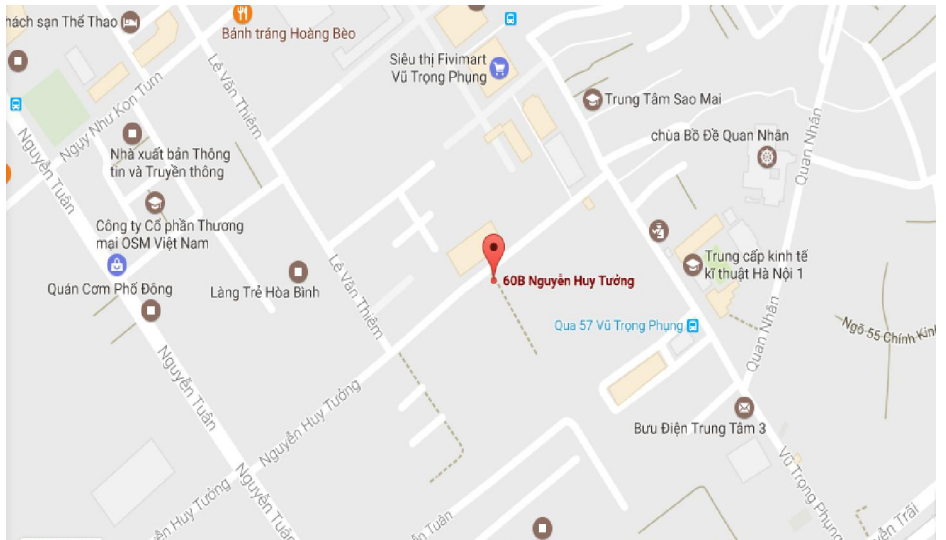 hách sạn Thể Thao
Bánh tráng Hoàng Bèo
Siêu thị Fivimart
Vũ Trọng Phụng
Lê Văn Thiêm
Trung Tâm Sao Mai
Ngụy Như Kon Tum
chùa Bồ Đề Quan Nhân
Quan Nhân
Nguyễn Tuân
Nhà xuất bản Thông
tin và Truyền thông
Công ty Cổ phần Thương
mại OSM Việt Nam
Trung cấp kinh tế
kĩ thuật Hà Nội 1
Quán Cơm Phố Đông
Làng Trẻ Hòa Bình
Lê Văn Thiêm
60B Nguyễn Huy Tưởng
Qua 57 Vũ Trọng Phụng
Quan Nhân
Ngõ 55 Chính Kinh
Nguyễn Tuân
Nguyễn Huy Tưởng
Bưu Điện Trung Tâm 3
Vũ Trọng Phụng
Nguyễn Tuân
ễn Huy Tưởng
Tuân
yễn Trãi